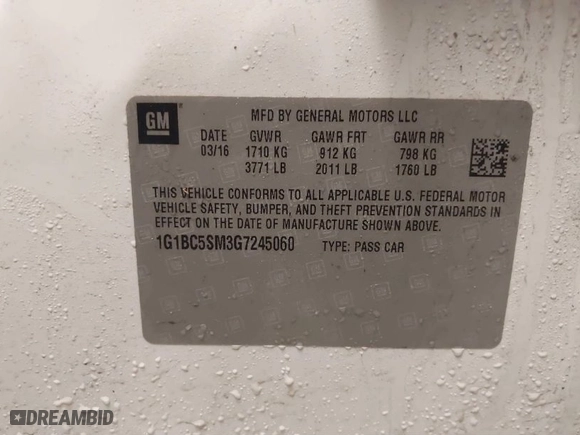 GM
MFD BY GENERAL MOTORS LLC
DATE GVWR GAWR FRT GAWR RR
03/16 1710 KG 912 KG 798 KG
3771 LB 2011 LB 1760 LB
THIS VEHICLE CONFORMS TO ALL APPLICABLE U.S. FEDERAL MOTOR
VEHICLE SAFETY, BUMPER, AND THEFT PREVENTION STANDARDS IN
EFFECT ON THE DATE OF MANUFACTURE SHOWN ABOVE.
1G1BC5SM3G7245060 TYPE: PASS CAR
DREAMBID